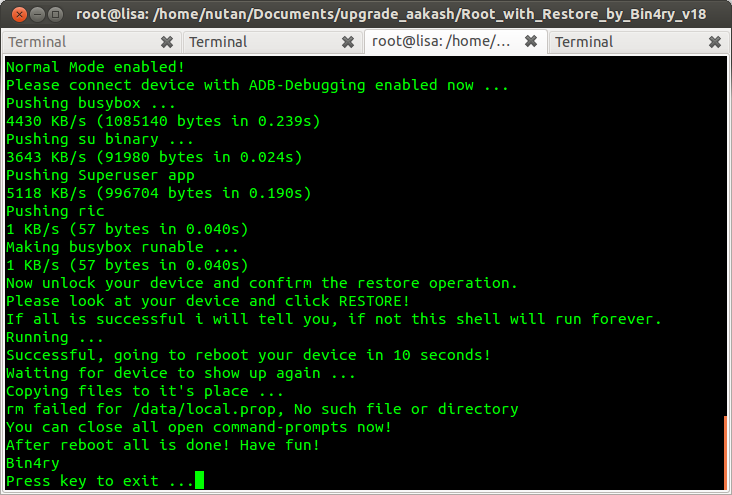 root@lisa: /home/nutan/Documents/upgrade_aakash/Root_with_Restore_by_Bin4ry_v18
Terminal Terminal root@lisa: /home/... Terminal
Normal Mode enabled!
Please connect device with ADB-Debugging enabled now ...
Pushing busybox ...
4430 KB/s (1085140 bytes in 0.239s)
Pushing su binary ...
3643 KB/s (91980 bytes in 0.024s)
Pushing Superuser app
5118 KB/s (996704 bytes in 0.190s)
Pushing ric
1 KB/s (57 bytes in 0.040s)
Making busybox runable ...
1 KB/s (57 bytes in 0.040s)
Now unlock your device and confirm the restore operation.
Please look at your device and click RESTORE!
If all is successful i will tell you, if not this shell will run forever.
Running ...
Successful, going to reboot your device in 10 seconds!
Waiting for device to show up again ...
Copying files to it's place ...
rm failed for /data/local.prop, No such file or directory
You can close all open command-prompts now!
After reboot all is done! Have fun!
Bin4ry
Press key to exit ...